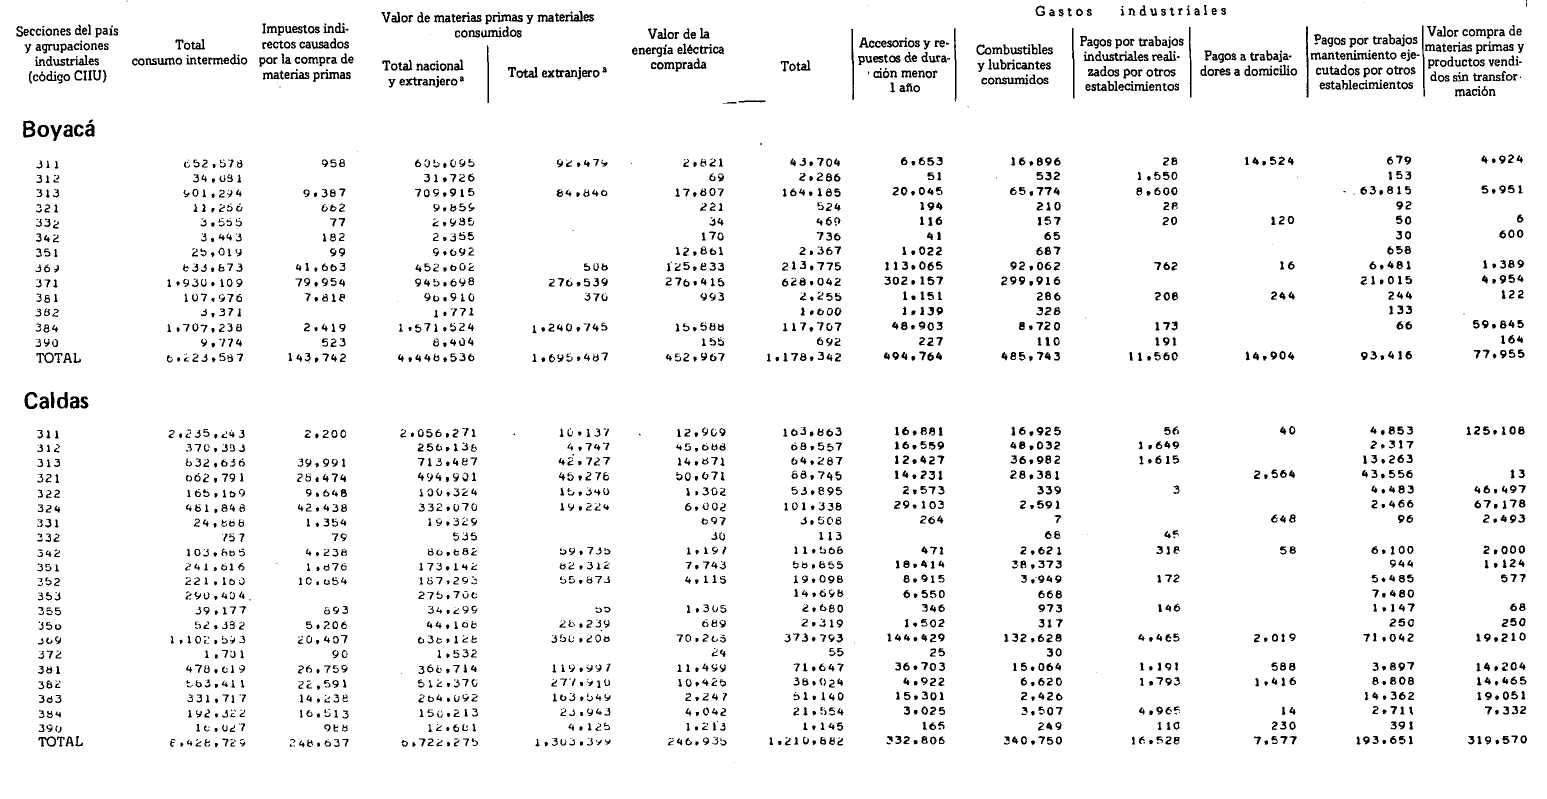 Gastos industriales
Secciones del país y agrupaciones industriales (código CIIU)
Total consumo intermedio
Impuestos indirectos causados por la compra de materias primas
Valor de materias primas y materiales consumidos
Total nacional y extranjero a
Total extranjero a
Valor de la energía eléctrica comprada
Total
Accesorios y repuestos de duración menor 1 año
Combustibles y lubricantes consumidos
Pagos por trabajos industriales realizados por otros establecimientos
Pagos a trabajadores a domicilio
Pagos por trabajos mantenimiento ejecutados por otros establecimientos
Valor compra de materias primas y productos vendidos sin transformación
Boyacá
311 652,578 958 605,095 92,479 2,821 43,704 6,653 16,896 28 14,524 679 4,924
312 34,081 31,726 69 2,286 51 532 1,550 153
313 901,294 9,387 709,915 84,846 17,807 164,185 20,045 65,774 8,600 63,815 5,951
321 11,266 662 9,859 221 524 194 210 28 92
332 3,565 77 2,985 34 469 116 157 20 120 50 6
342 3,443 182 2,355 170 736 41 65 30 600
351 25,019 99 9,692 12,861 2,367 1,022 687 658
369 833,873 41,663 452,602 508 125,833 213,775 113,065 92,062 762 16 6,481 1,389
371 1,930,109 79,954 945,698 276,539 276,415 628,042 302,157 299,916 21,015 4,954
381 107,976 7,818 96,910 370 993 2,255 1,151 286 208 244 244 122
382 3,371 1,771 1,600 1,139 328 133
384 1,707,238 2,419 1,571,524 1,240,745 15,588 117,707 48,903 8,720 173 66 59,845
390 9,774 523 8,404 155 692 227 110 191 164
TOTAL 6,223,587 143,742 4,448,536 1,695,487 452,967 1,178,342 494,764 485,743 11,560 14,904 93,416 77,955
Caldas
311 2,235,243 2,200 2,056,271 10,137 12,909 163,863 16,881 16,925 56 40 4,853 125,108
312 370,383 256,138 4,747 45,688 68,557 16,559 48,032 1,649 2,317
313 832,636 39,991 713,487 42,727 14,871 64,287 12,427 36,982 1,615 13,263
321 662,791 28,474 494,901 45,276 50,671 88,745 14,231 28,381 2,564 43,556 13
322 165,169 9,648 100,324 15,340 1,302 53,895 2,573 339 3 4,483 46,497
324 481,848 42,438 332,070 19,224 6,002 101,338 29,103 2,591 2,466 67,178
331 24,888 1,354 19,329 697 3,508 264 7 648 96 2,493
332 757 79 535 30 113 68 45
342 103,885 4,238 86,882 59,735 1,197 11,568 471 2,621 318 58 6,100 2,000
351 241,616 1,876 173,142 82,312 7,743 58,855 18,414 38,373 944 1,124
352 221,160 10,654 187,293 55,873 4,115 19,098 8,915 3,949 172 5,485 577
353 290,404 275,706 14,698 6,550 668 7,480
355 39,177 893 34,299 55 1,305 2,680 346 973 146 1,147 68
356 52,382 5,206 44,168 26,239 689 2,319 1,502 317 250 250
369 1,102,593 20,407 638,128 350,208 70,265 373,793 144,429 132,628 4,465 2,019 71,042 19,210
372 1,701 90 1,532 24 55 25 30
381 478,619 26,759 368,714 119,997 11,499 71,647 36,703 15,064 1,191 588 3,897 14,204
382 583,411 22,591 512,370 277,910 10,426 38,024 4,922 6,620 1,793 1,416 8,808 14,465
383 331,717 14,238 264,092 163,549 2,247 51,140 15,301 2,426 14,362 19,051
384 192,322 16,513 150,213 23,943 4,042 21,554 3,025 3,507 4,965 14 2,711 7,332
390 16,027 988 12,681 4,125 1,213 1,145 165 249 110 230 391
TOTAL 8,428,729 248,637 6,722,275 1,303,399 246,935 1,210,882 332,806 340,750 16,528 7,577 193,651 319,570